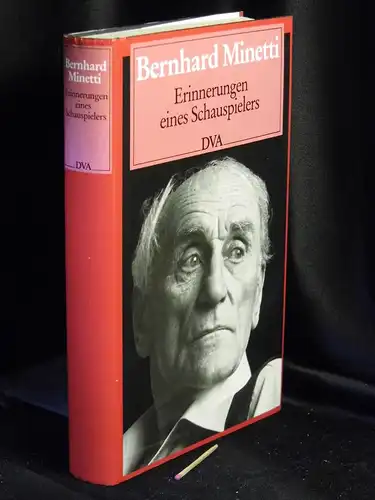 Bernhard
Minetti
Erinnerungen
eines
Schauspielers
DVA
Bernhard Minetti
Erinnerungen
eines Schauspielers
DVA